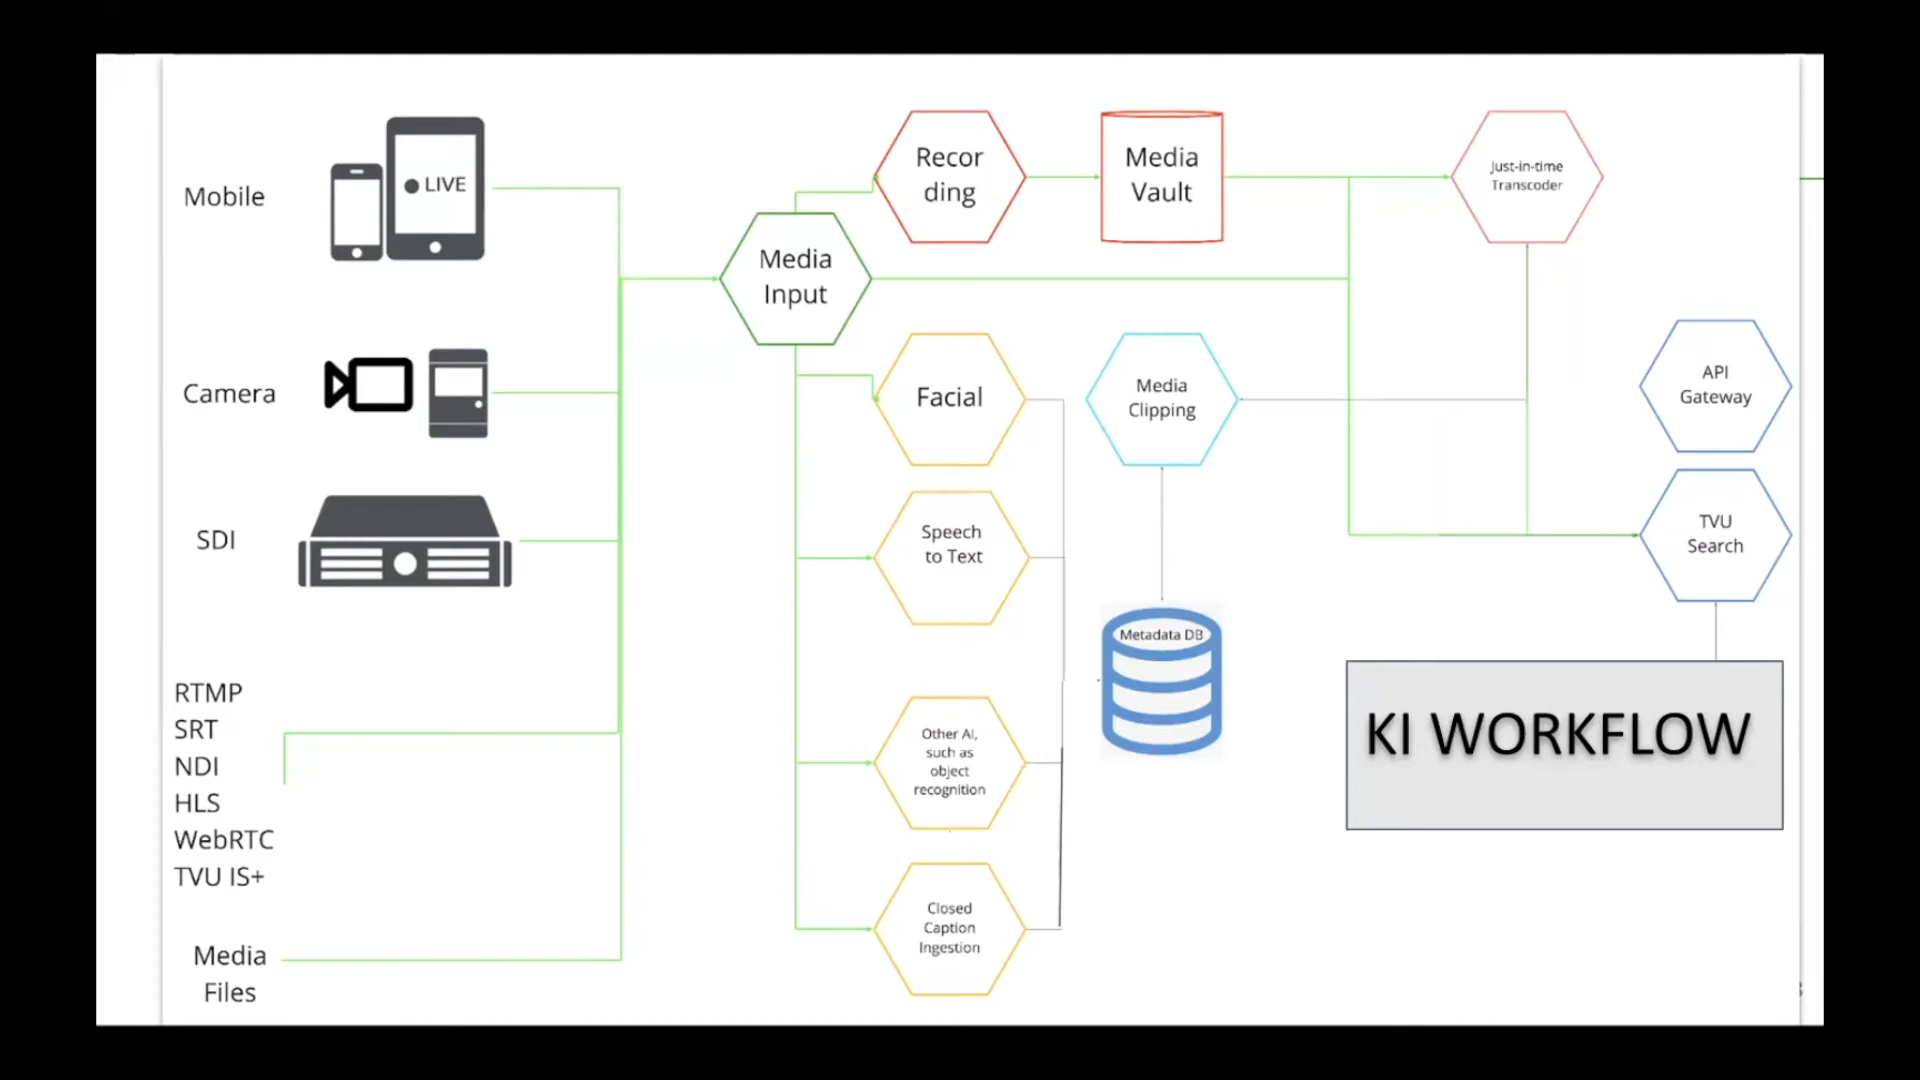 Mobile
LIVE
Camera
SDI
RTMP
SRT
NDI
HLS
WebRTC
TVU IS+
Media
Files
Media
Input
Recor
ding
Media
Vault
Just-in-time
Transcoder
Facial
Media
Clipping
API
Gateway
Speech
to Text
TVU
Search
Metadata DB
Other AI,
such as
object
recognition
KI WORKFLOW
Closed
Caption
Ingestion